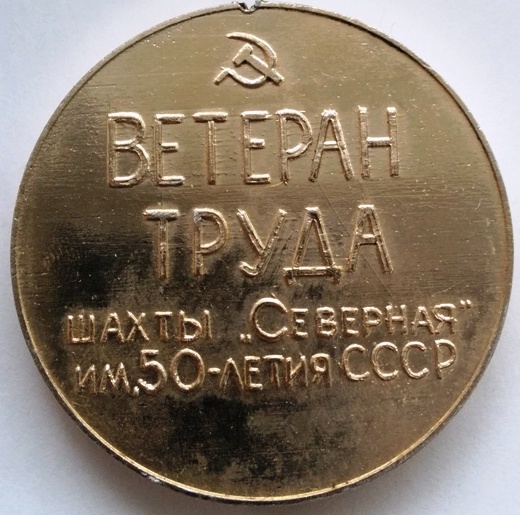 ВЕТЕРАН
ТРУДА
ШАХТЫ „СЕВЕРНАЯ"
ИМ. 50-ЛЕТИЯ СССР